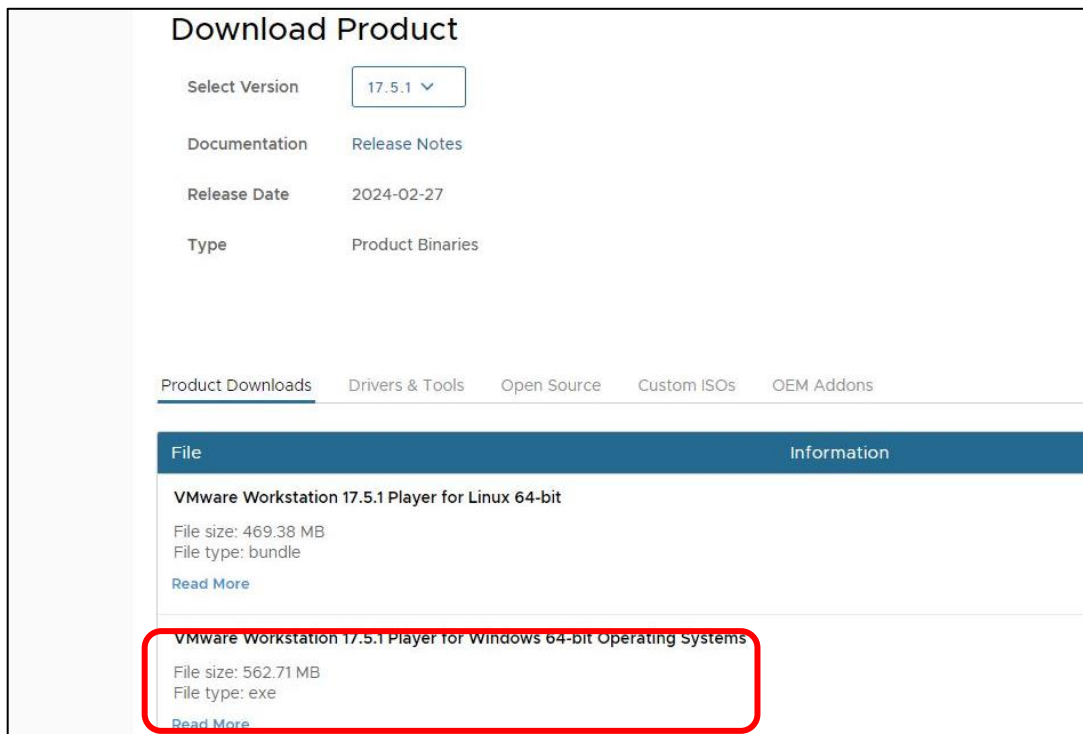 Download Product
Select Version 17.5.1
Documentation Release Notes
Release Date 2024-02-27
Type Product Binaries
Product Downloads Drivers & Tools Open Source Custom ISOs OEM Addons
File Information
VMware Workstation 17.5.1 Player for Linux 64-bit
File size: 469.38 MB
File type: bundle
Read More
VMware Workstation 17.5.1 Player for Windows 64-bit Operating Systems
File size: 562.71 MB
File type: exe
Read More